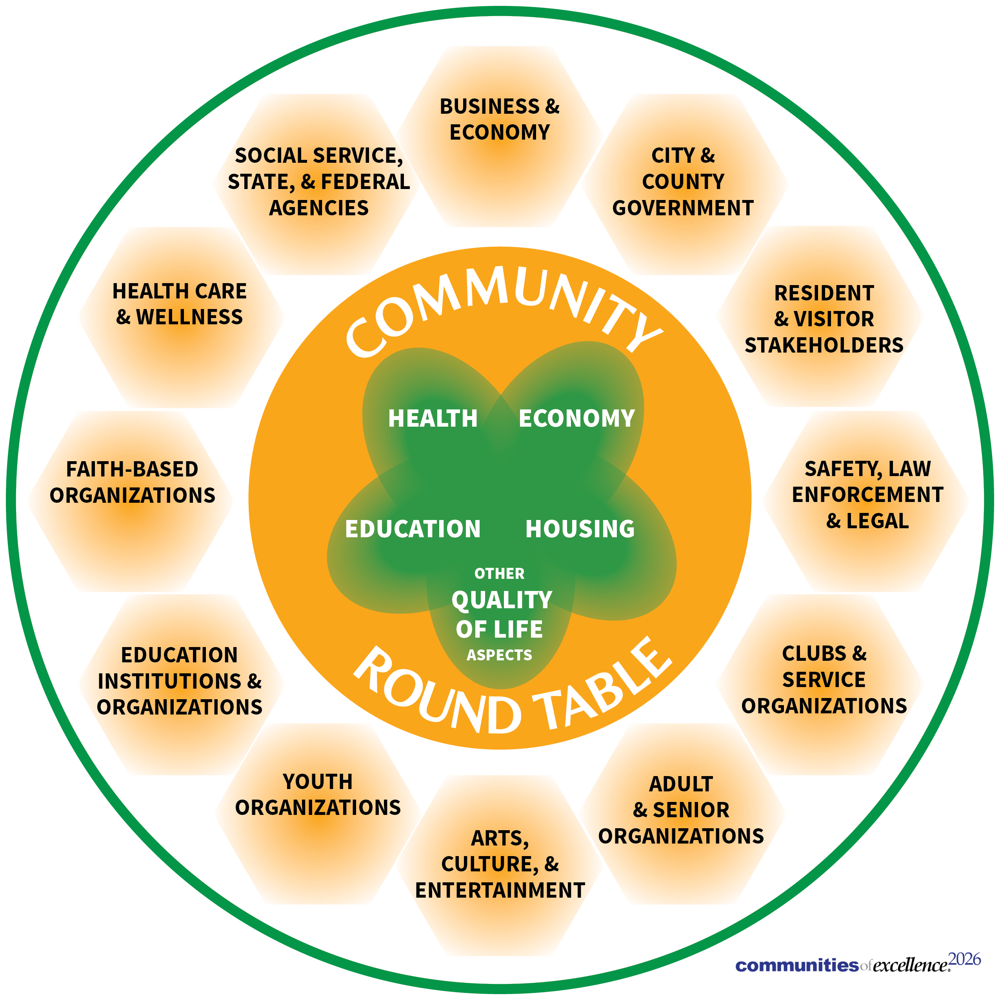 BUSINESS &
ECONOMY
CITY &
COUNTY
GOVERNMENT
RESIDENT
& VISITOR
STAKEHOLDERS
SAFETY, LAW
ENFORCEMENT
& LEGAL
CLUBS &
SERVICE
ORGANIZATIONS
ADULT
& SENIOR
ORGANIZATIONS
ARTS,
CULTURE, &
ENTERTAINMENT
YOUTH
ORGANIZATIONS
EDUCATION
INSTITUTIONS &
ORGANIZATIONS
FAITH-BASED
ORGANIZATIONS
HEALTH CARE
& WELLNESS
SOCIAL SERVICE,
STATE, & FEDERAL
AGENCIES
COMMUNITY
HEALTH
ECONOMY
EDUCATION
HOUSING
OTHER
QUALITY
OF LIFE
ASPECTS
ROUND TABLE
communities of excellence 2026